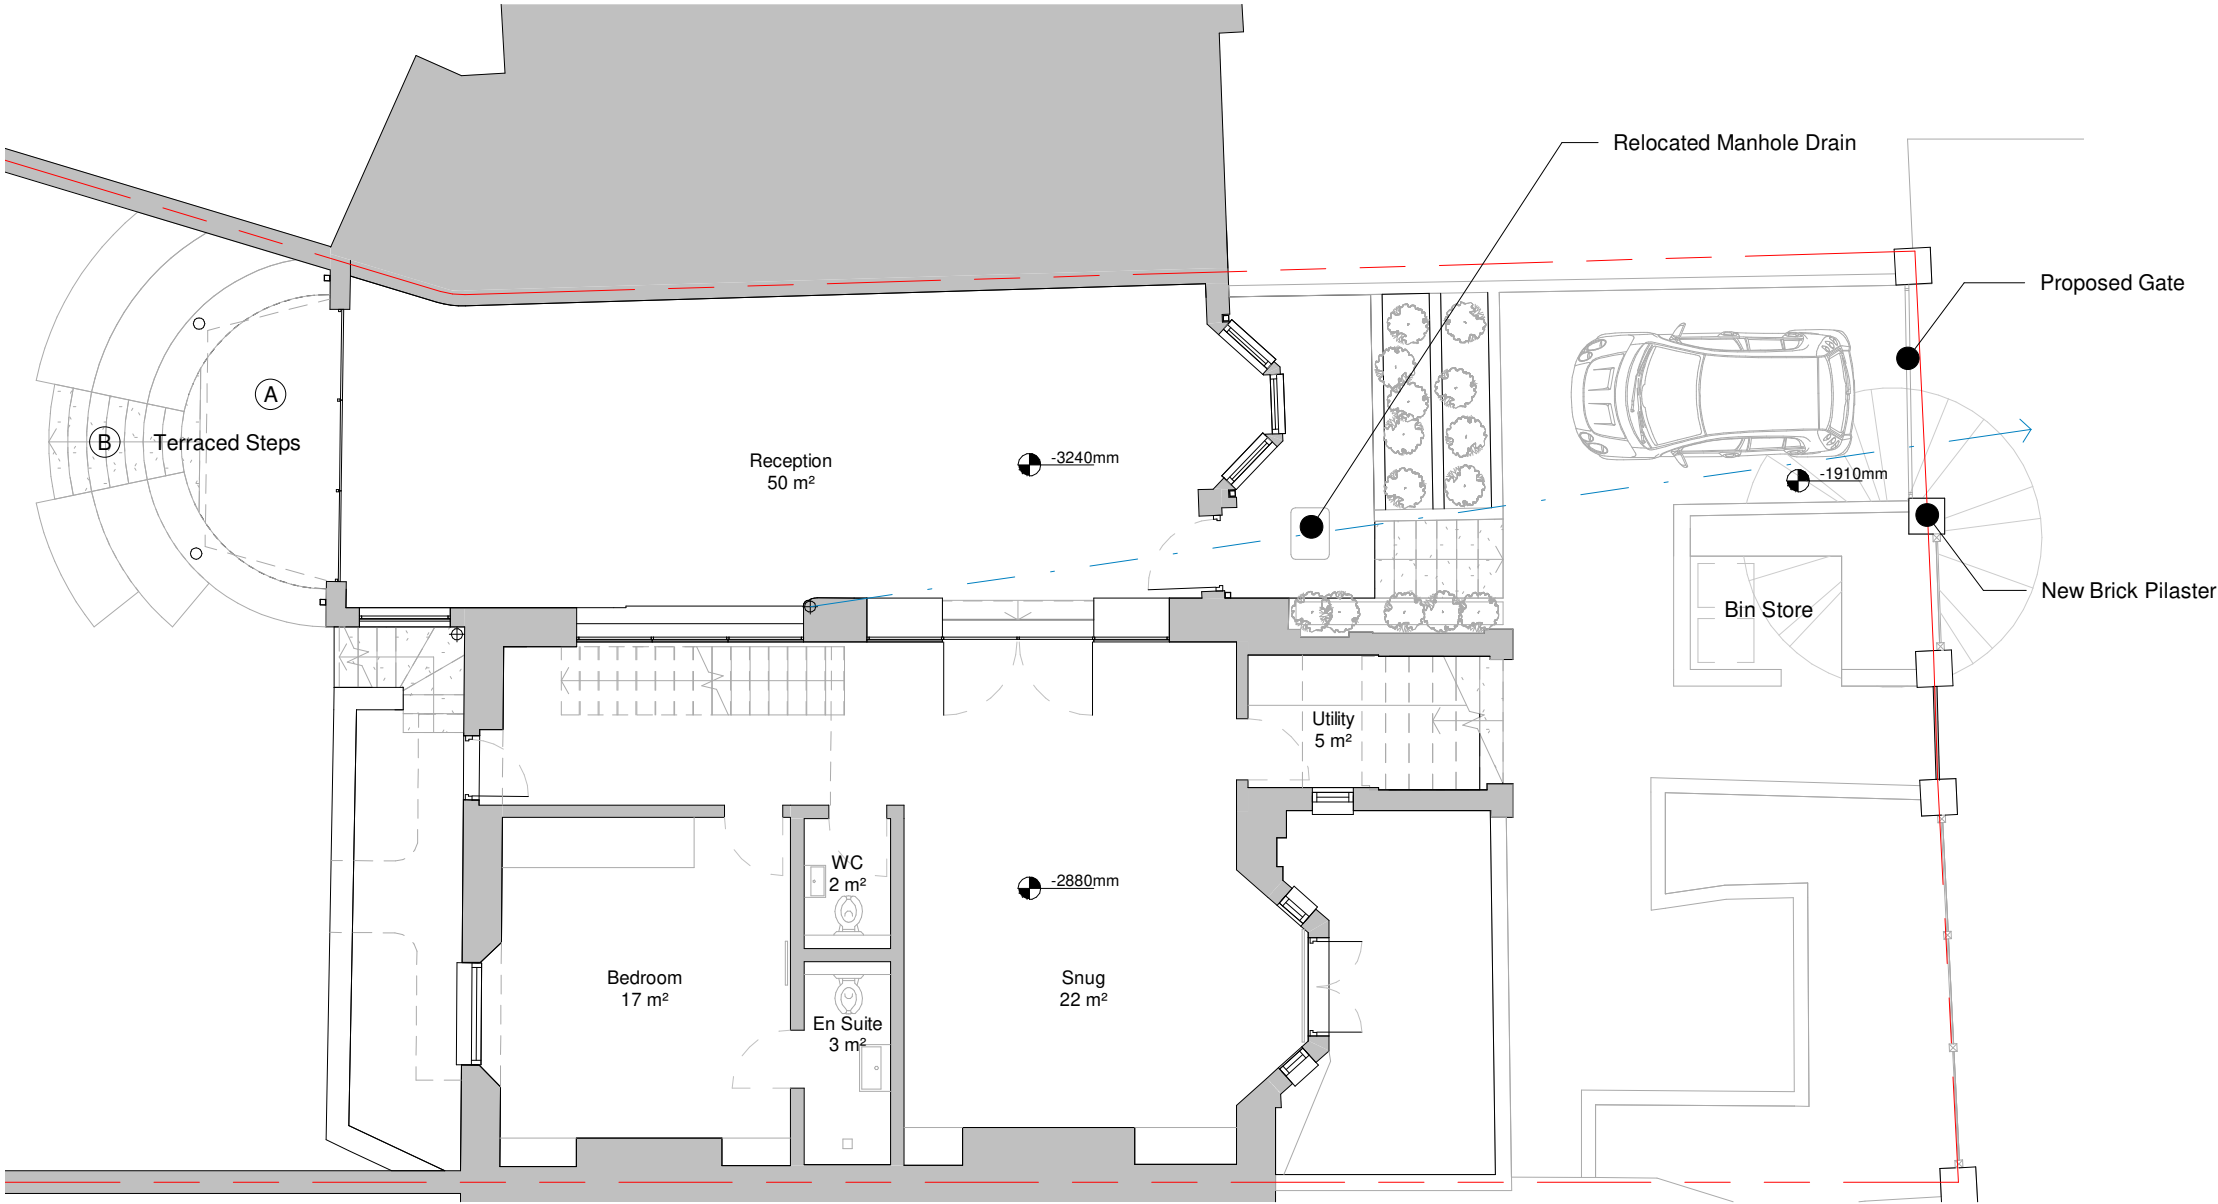 Relocated Manhole Drain
Proposed Gate
A
B
Terraced Steps
Reception
50 m²
-3240mm
-1910mm
New Brick Pilaster
Bin Store
Utility
5 m²
WC
2 m²
-2880mm
Bedroom
17 m²
Snug
22 m²
En Suite
3 m²